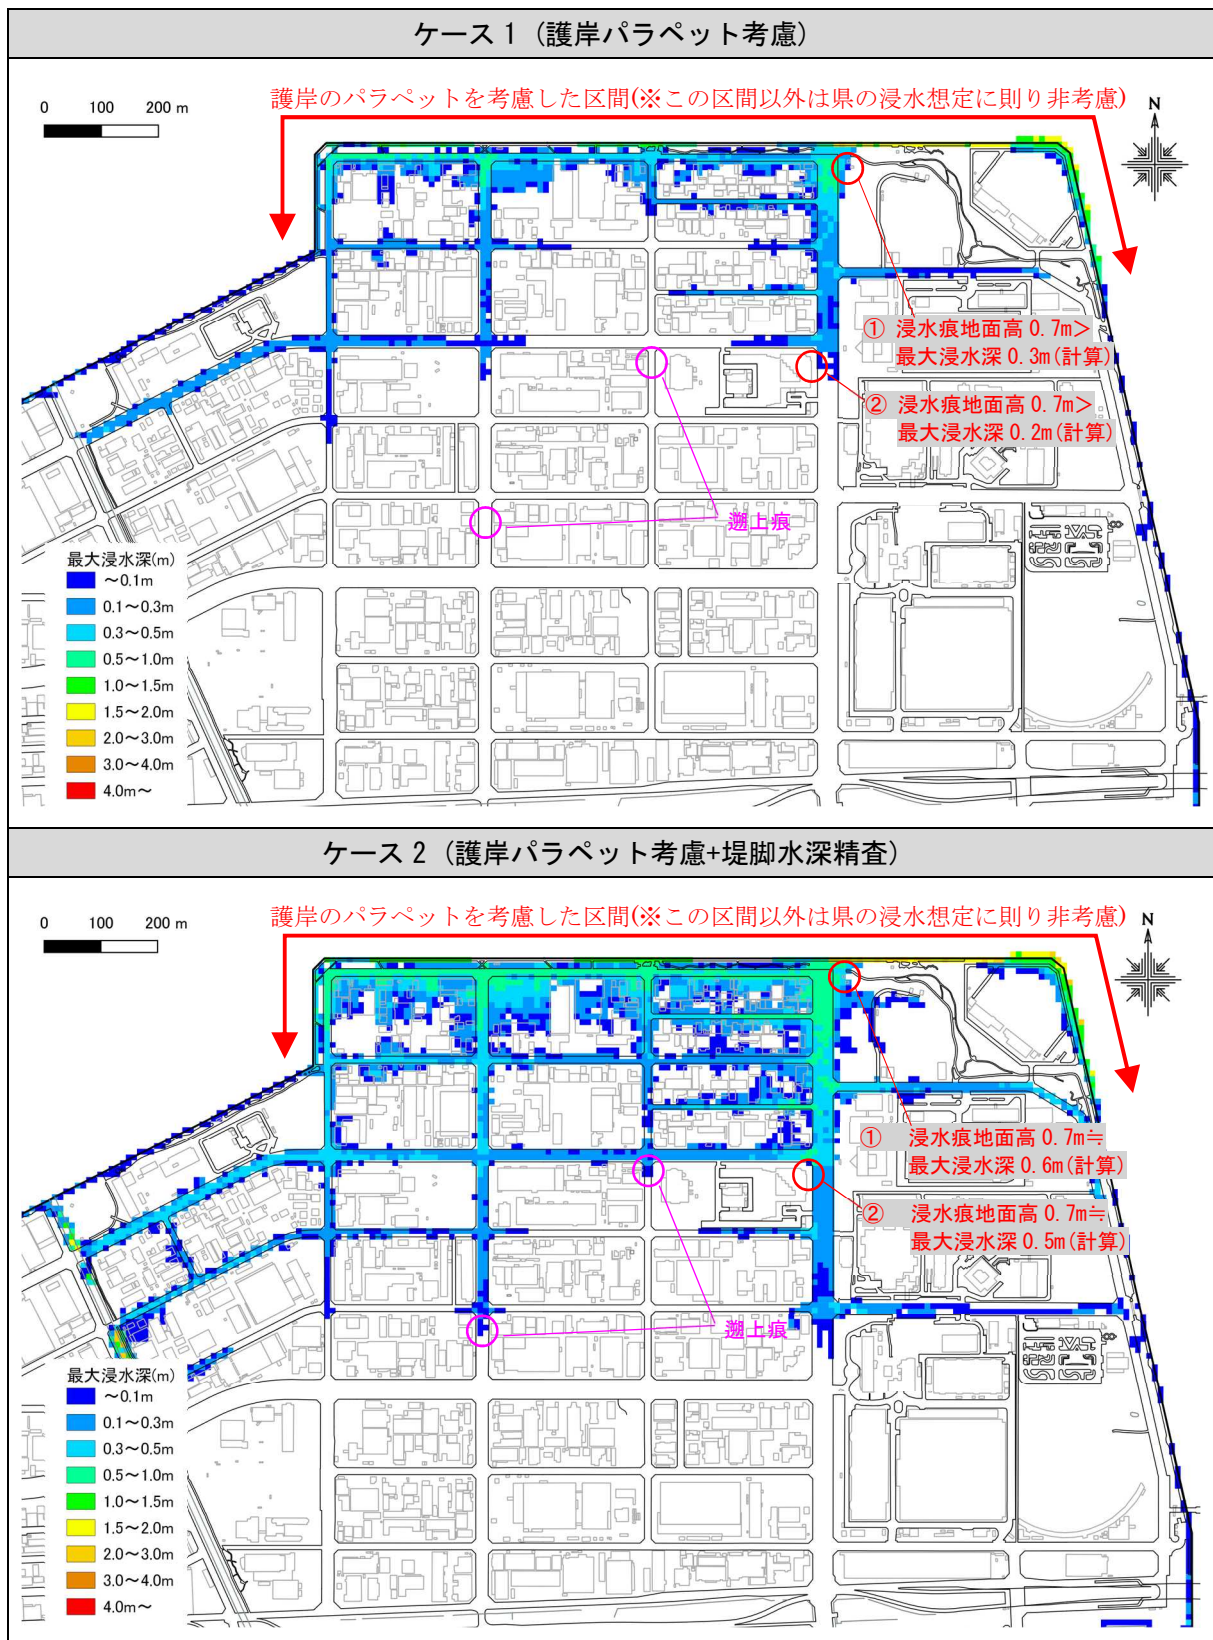 ケース 1（護岸パラペット考慮）
護岸のパラペットを考慮した区間(※この区間以外は県の浸水想定に則り非考慮)
0 100 200 m
N
① 浸水痕地面高 0.7m＞
最大浸水深 0.3m(計算)
② 浸水痕地面高 0.7m＞
最大浸水深 0.2m(計算)
遡上痕
最大浸水深(m)
～0.1m
0.1～0.3m
0.3～0.5m
0.5～1.0m
1.0～1.5m
1.5～2.0m
2.0～3.0m
3.0～4.0m
4.0m～
ケース 2（護岸パラペット考慮+堤脚水深精査）
護岸のパラペットを考慮した区間(※この区間以外は県の浸水想定に則り非考慮)
0 100 200 m
N
① 浸水痕地面高 0.7m≒
最大浸水深 0.6m(計算)
② 浸水痕地面高 0.7m≒
最大浸水深 0.5m(計算)
遡上痕
最大浸水深(m)
～0.1m
0.1～0.3m
0.3～0.5m
0.5～1.0m
1.0～1.5m
1.5～2.0m
2.0～3.0m
3.0～4.0m
4.0m～